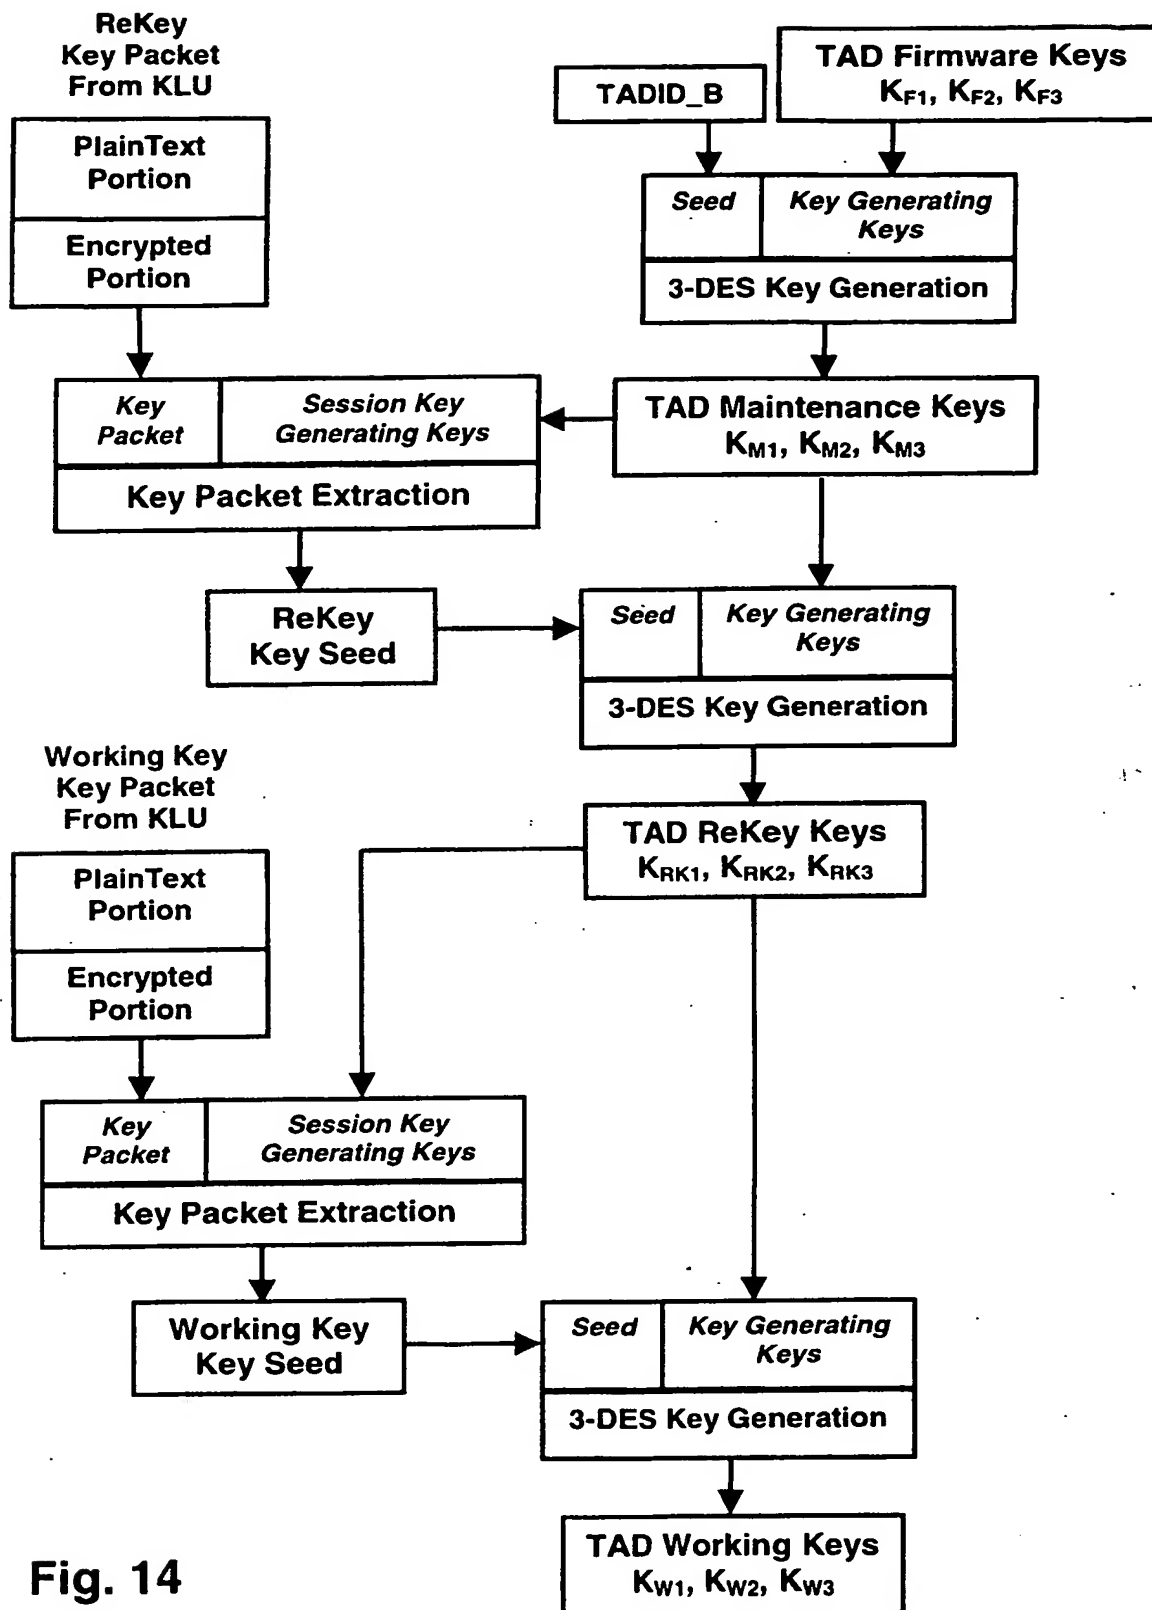 ReKey
Key Packet
From KLU
PlainText
Portion
Encrypted
Portion
TADID_B
TAD Firmware Keys
KF1, KF2, KF3
Seed
Key Generating
Keys
3-DES Key Generation
Key
Packet
Session Key
Generating Keys
Key Packet Extraction
TAD Maintenance Keys
KM1, KM2, KM3
ReKey
Key Seed
Seed
Key Generating
Keys
3-DES Key Generation
Working Key
Key Packet
From KLU
PlainText
Portion
Encrypted
Portion
TAD ReKey Keys
KRK1, KRK2, KRK3
Key
Packet
Session Key
Generating Keys
Key Packet Extraction
Working Key
Key Seed
Seed
Key Generating
Keys
3-DES Key Generation
TAD Working Keys
KW1, KW2, KW3
Fig. 14